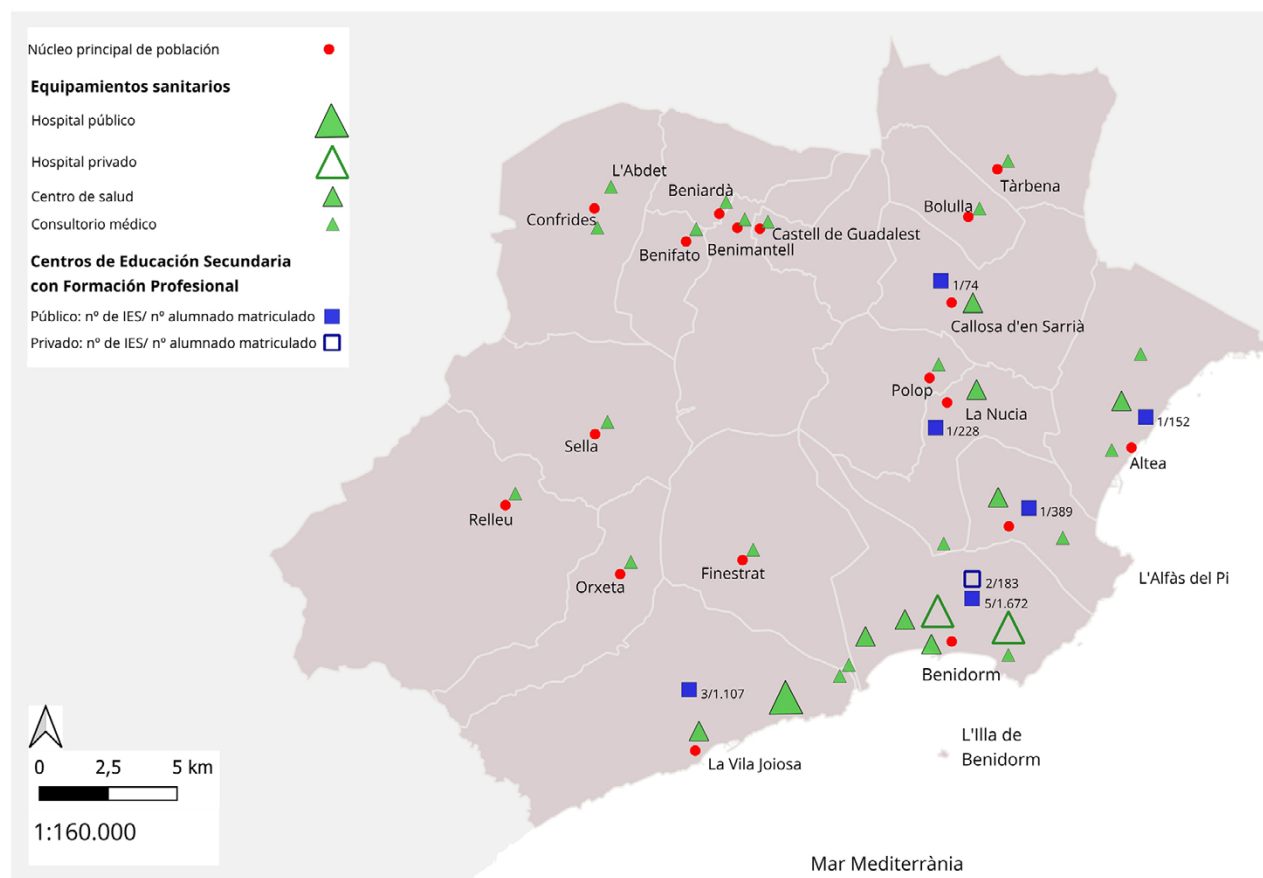 Núcleo principal de población
Equipamientos sanitarios
Hospital público
Hospital privado
Centro de salud
Consultorio médico
Centros de Educación Secundaria
con Formación Profesional
Público: nº de IES/ nº alumnado matriculado
Privado: nº de IES/ nº alumnado matriculado
L'Abdet
Beniardà
Tàrbena
Confrides
Bolulla
Castell de Guadalest
Benifato
Benimantell
1/74
Callosa d'en Sarrià
Polop
La Nucia
1/152
1/228
Sella
Altea
Relleu
1/389
Finestrat
L'Alfàs del Pi
Orxeta
2/183
5/1.672
Benidorm
3/1.107
L'Illa de
Benidorm
La Vila Joiosa
0 2,5 5 km
1:160.000
Mar Mediterrània